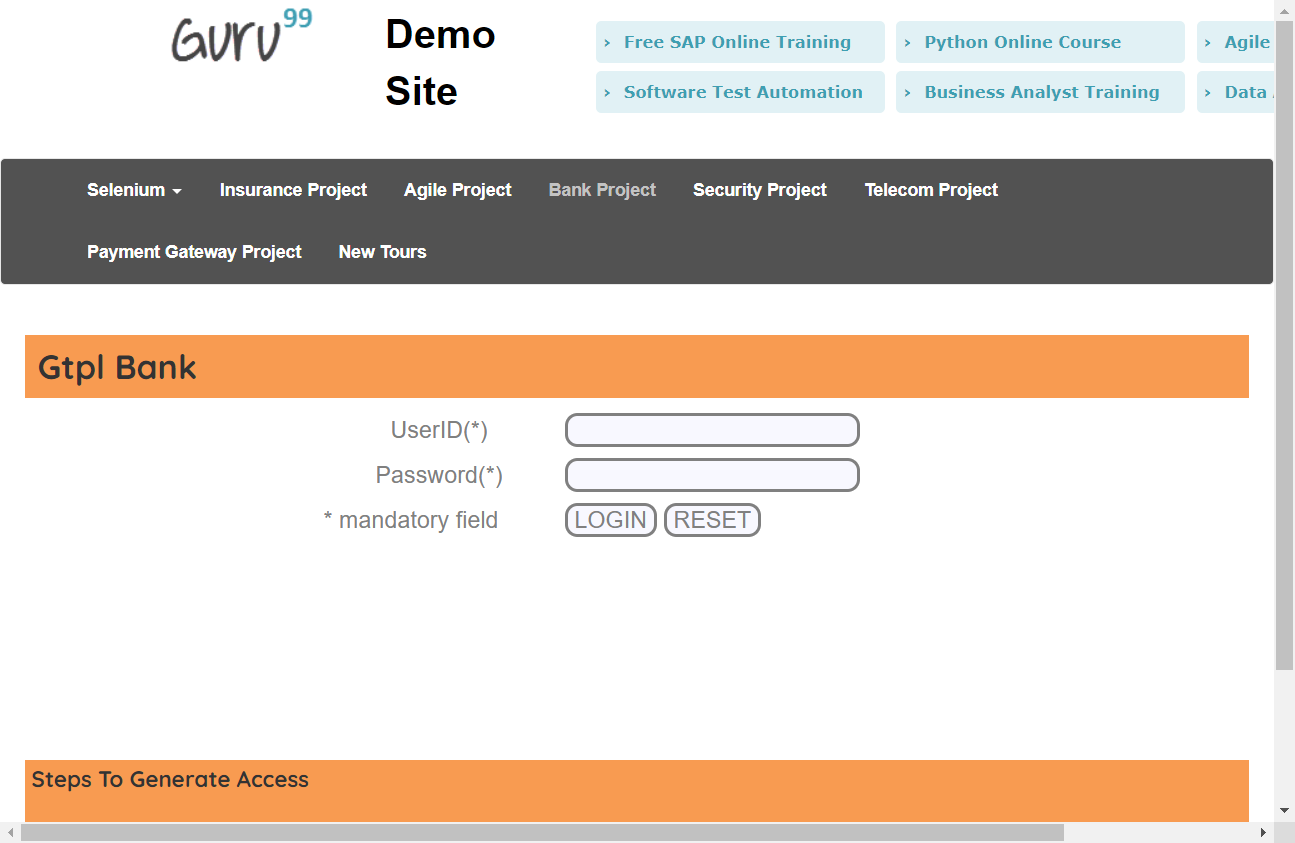 Guru99
Demo
Site
› Free SAP Online Training
› Python Online Course
› Agile
› Software Test Automation
› Business Analyst Training
› Data
Selenium
Insurance Project
Agile Project
Bank Project
Security Project
Telecom Project
Payment Gateway Project
New Tours
Gtpl Bank
UserID(*)
Password(*)
* mandatory field
LOGIN
RESET
Steps To Generate Access